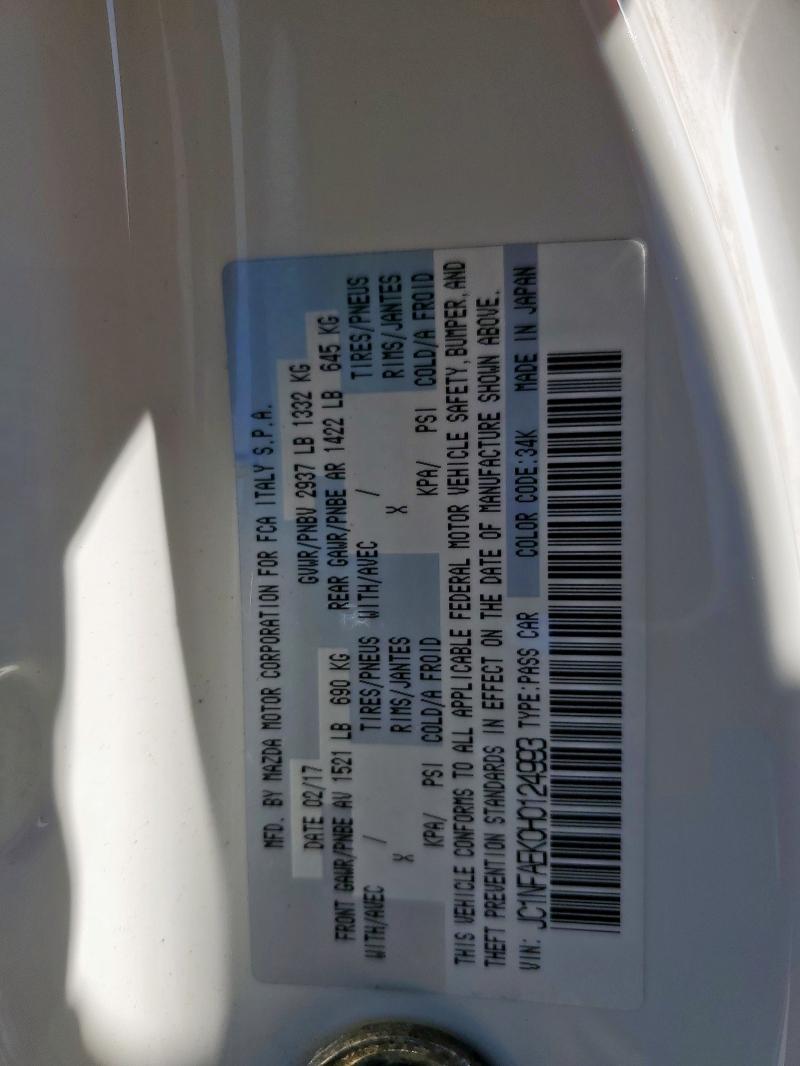 MFD. BY MAZDA MOTOR CORPORATION FOR FCA ITALY S.P.A.
DATE 02/17 GVWR/PNBV 2937 LB 1332 KG
FRONT GAWR/PNBE AV 1521 LB 690 KG REAR GAWR/PNBE AR 1422 LB 645 KG
WITH/AVEC / TIRES/PNEUS WITH/AVEC / TIRES/PNEUS
X RIMS/JANTES X RIMS/JANTES
KPA/ PSI COLD/A FROID KPA/ PSI COLD/A FROID
THIS VEHICLE CONFORMS TO ALL APPLICABLE FEDERAL MOTOR VEHICLE SAFETY, BUMPER, AND
THEFT PREVENTION STANDARDS IN EFFECT ON THE DATE OF MANUFACTURE SHOWN ABOVE.
VIN: JC1NFAEK0H0124993 TYPE:PASS CAR COLOR CODE:34K MADE IN JAPAN